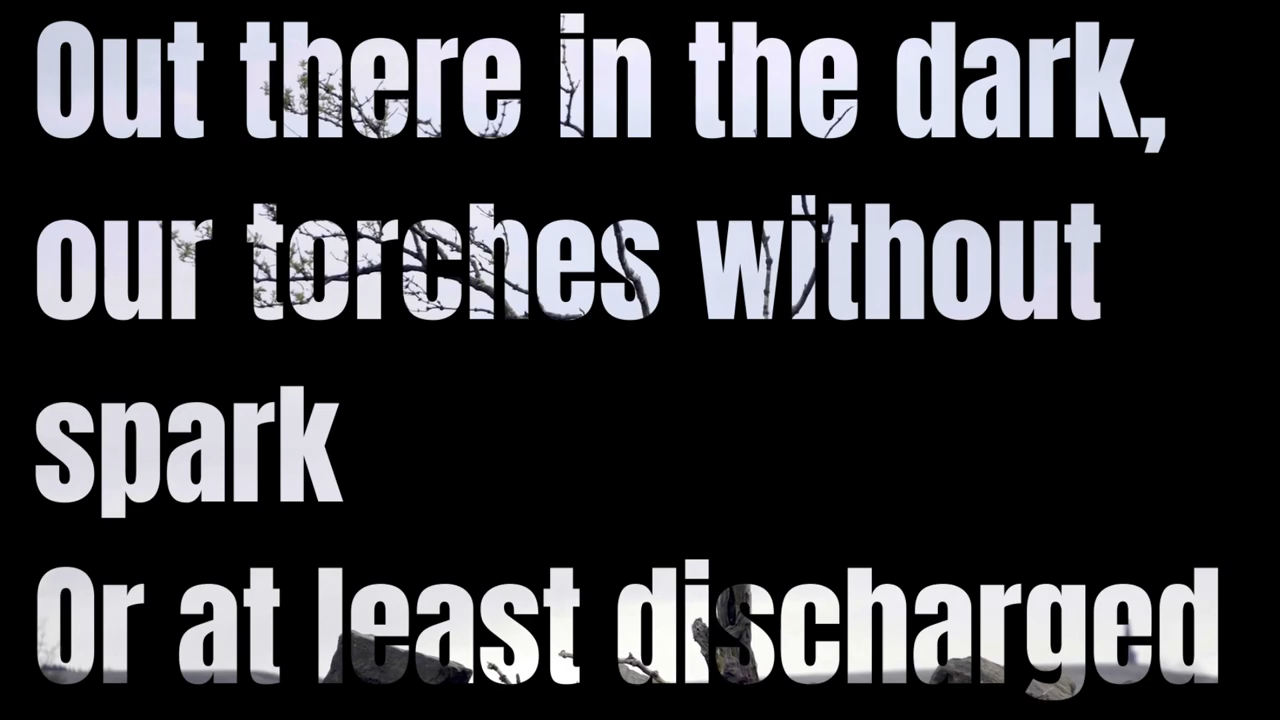 Out there in the dark,
our torches without
spark
Or at least discharged